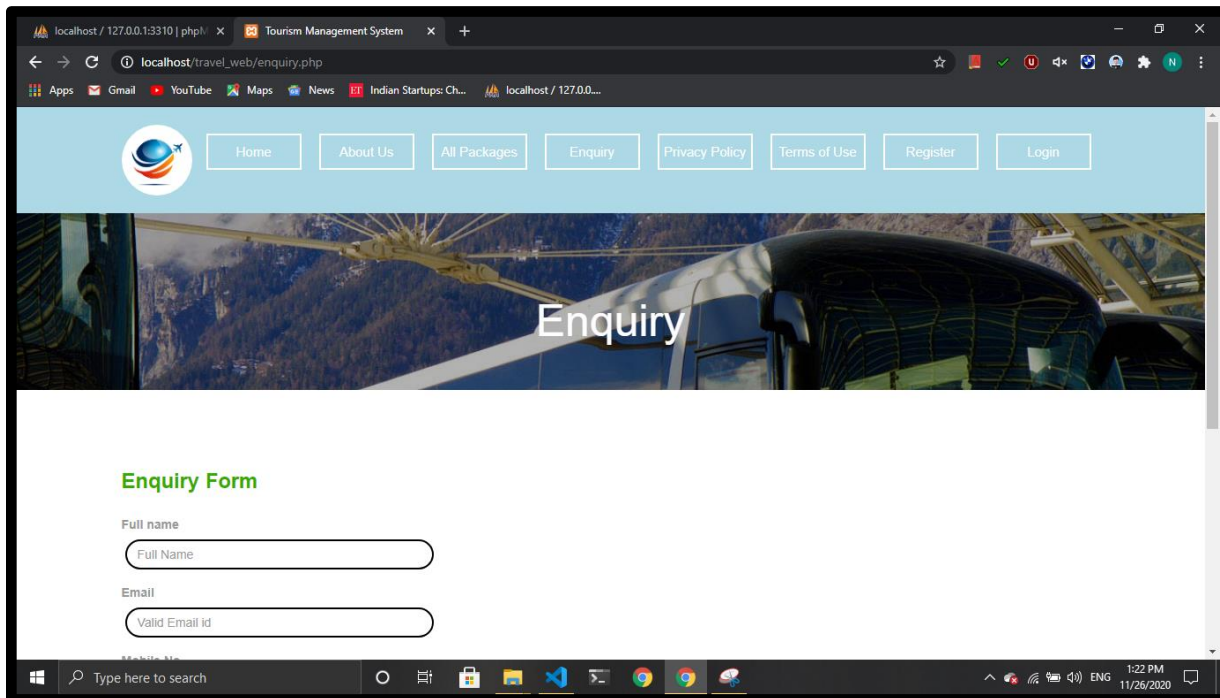 localhost / 127.0.0.1:3310 | phpM
Tourism Management System
localhost/travel_web/enquiry.php
Apps Gmail YouTube Maps News ET Indian Startups: Ch... localhost / 127.0.0....
Home About Us All Packages Enquiry Privacy Policy Terms of Use Register Login
Enquiry
Enquiry Form
Full name
Full Name
Email
Valid Email id
Mobile No
Type here to search
ENG
1:22 PM
11/26/2020